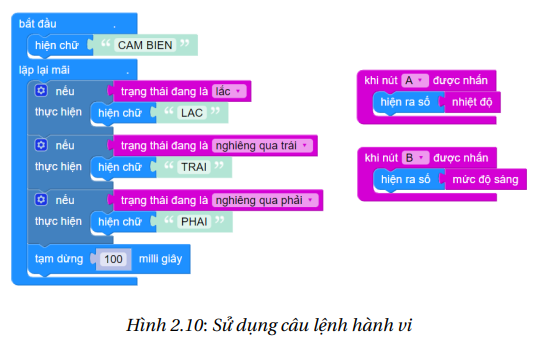 bắt đầu
hiện chữ “ CAM BIEN ”
lặp lại mãi
nếu trạng thái đang là lắc
thực hiện hiện chữ “ LAC ”
nếu trạng thái đang là nghiêng qua trái
thực hiện hiện chữ “ TRAI ”
nếu trạng thái đang là nghiêng qua phải
thực hiện hiện chữ “ PHAI ”
tạm dừng 100 milli giây
khi nút A được nhấn
hiện ra số nhiệt độ
khi nút B được nhấn
hiện ra số mức độ sáng
Hình 2.10: Sử dụng câu lệnh hành vi